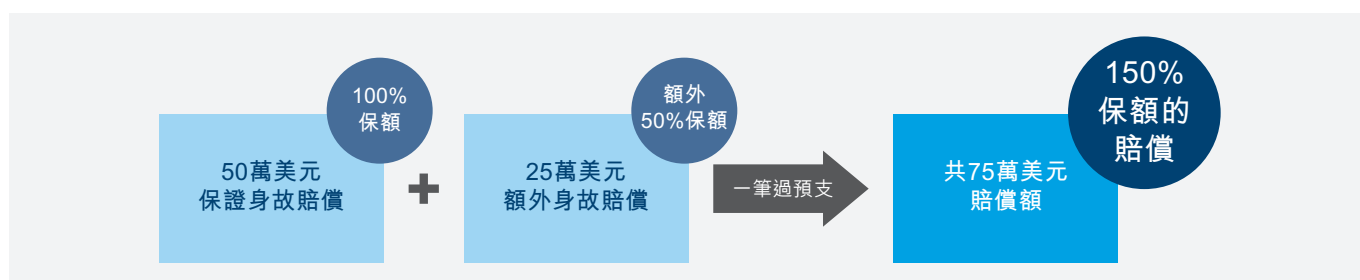 100%
保額
50萬美元
保證身故賠償
+
額外
50%保額
25萬美元
額外身故賠償
一筆過預支
150%
保額的
賠償
共75萬美元
賠償額